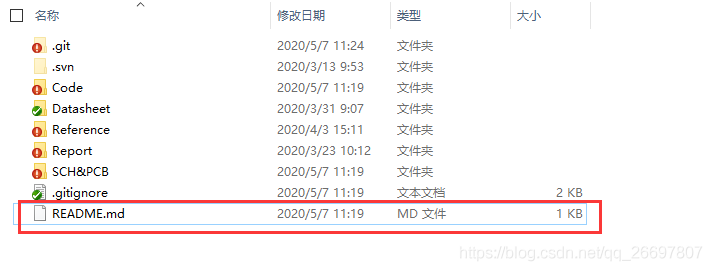 名称 修改日期 类型 大小
.git 2020/5/7 11:24 文件夹
.svn 2020/3/13 9:53 文件夹
Code 2020/5/7 11:19 文件夹
Datasheet 2020/3/31 9:07 文件夹
Reference 2020/4/3 15:11 文件夹
Report 2020/3/23 10:12 文件夹
SCH&PCB 2020/5/7 11:19 文件夹
.gitignore 2020/5/7 11:19 文本文档 2 KB
README.md 2020/5/7 11:19 MD 文件 1 KB
https://blog.csdn.net/qq_26697807